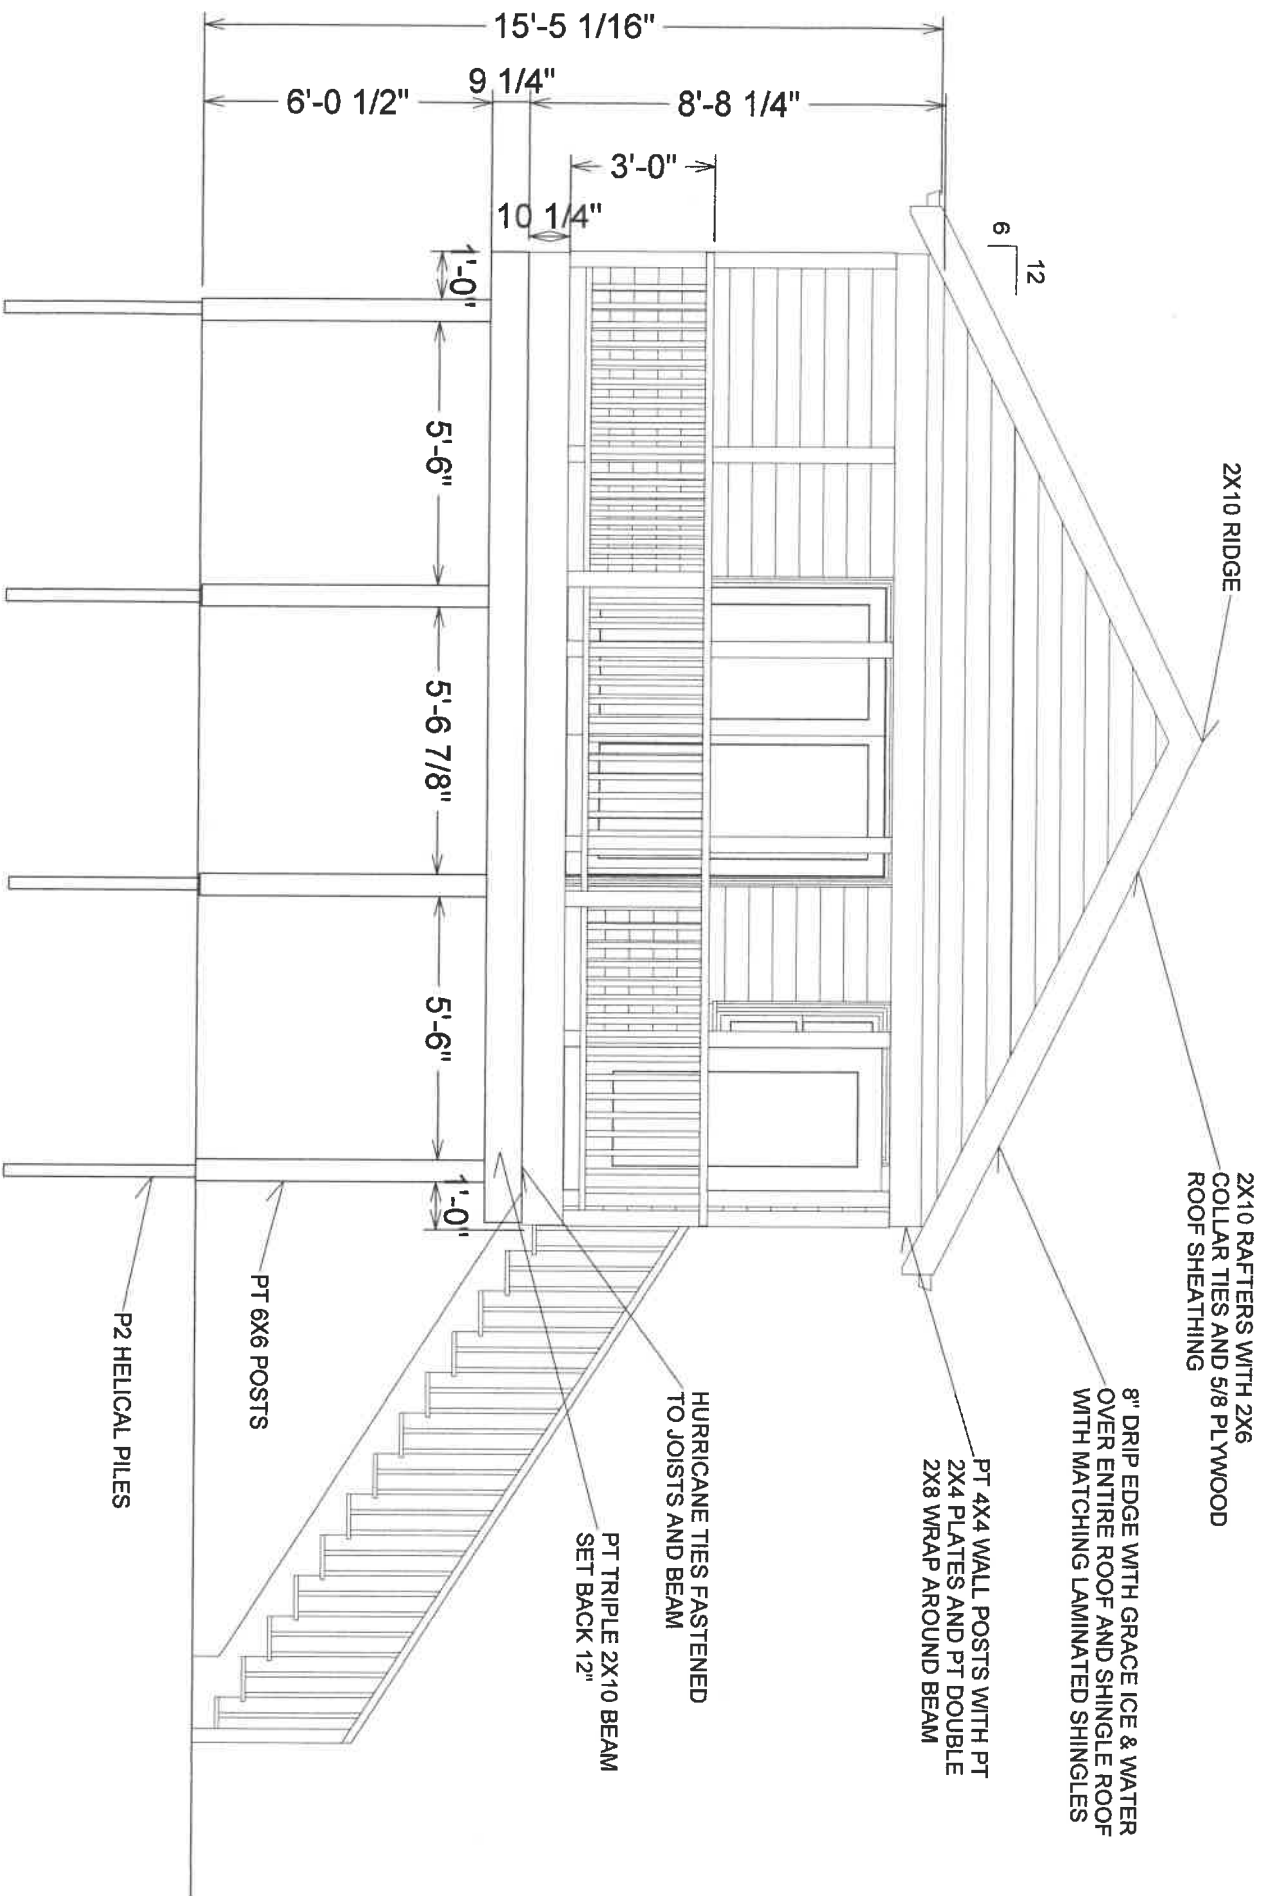 2X10 RIDGE
2X10 RAFTERS WITH 2X6
COLLAR TIES AND 5/8 PLYWOOD
ROOF SHEATHING
8" DRIP EDGE WITH GRACE ICE & WATER
OVER ENTIRE ROOF AND SHINGLE ROOF
WITH MATCHING LAMINATED SHINGLES
12
6
PT 4X4 WALL POSTS WITH PT
2X4 PLATES AND PT DOUBLE
2X8 WRAP AROUND BEAM
15'-5 1/16"
8'-8 1/4"
3'-0"
10 1/4"
9 1/4"
6'-0 1/2"
HURRICANE TIES FASTENED
TO JOISTS AND BEAM
PT TRIPLE 2X10 BEAM
SET BACK 12"
1'-0"
5'-6"
5'-6 7/8"
5'-6"
1'-0"
PT 6X6 POSTS
P2 HELICAL PILES